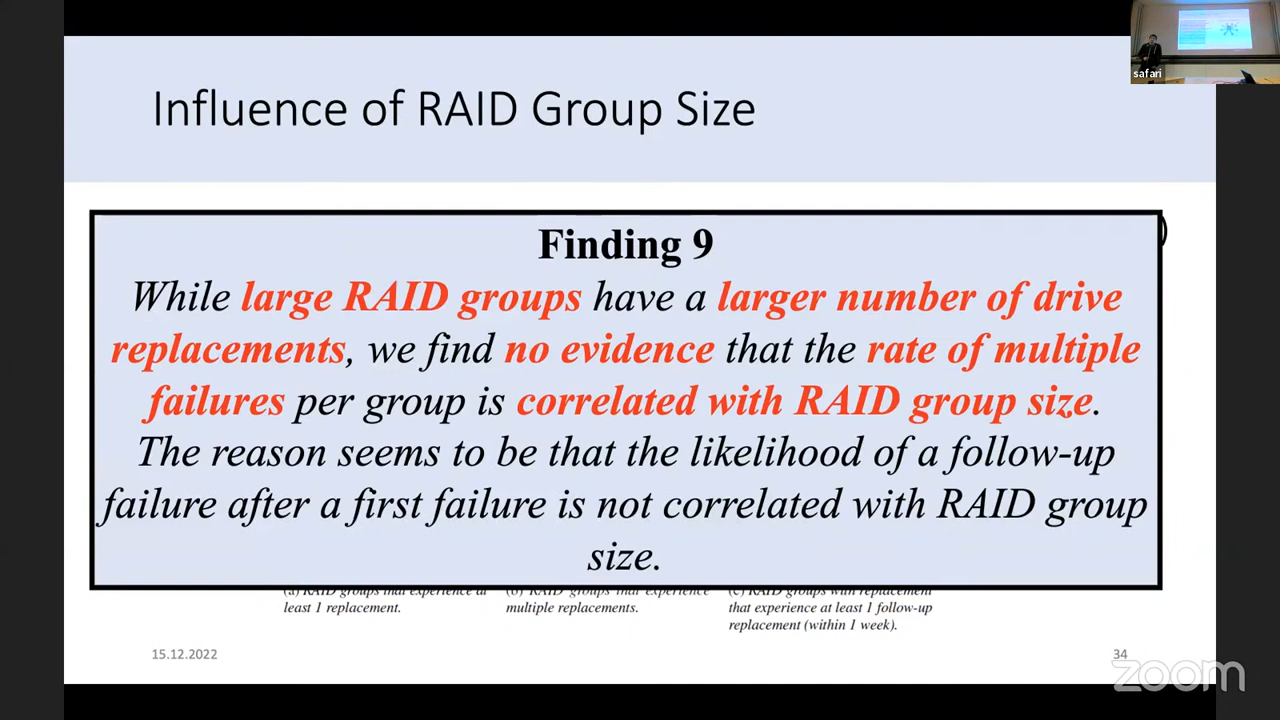 safari
Influence of RAID Group Size
Finding 9
While large RAID groups have a larger number of drive
replacements, we find no evidence that the rate of multiple
failures per group is correlated with RAID group size.
The reason seems to be that the likelihood of a follow-up
failure after a first failure is not correlated with RAID group
size.
(a) RAID groups that experience at
least 1 replacement.
(b) RAID groups that experience
multiple replacements.
(c) RAID groups with replacement
that experience at least 1 follow-up
replacement (within 1 week).
15.12.2022
34
zoom